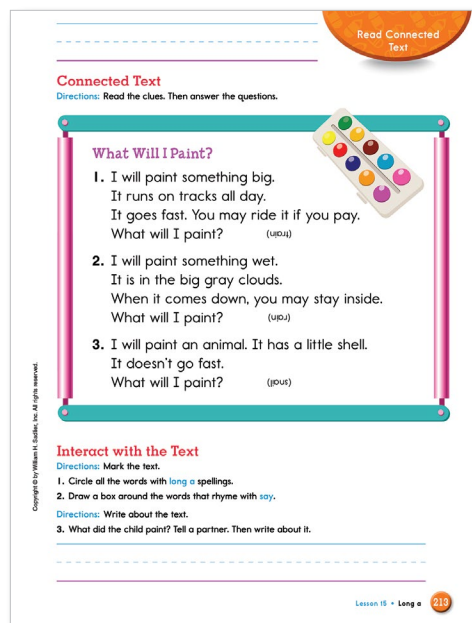 Read Connected
Text
Connected Text
Directions: Read the clues. Then answer the questions.
What Will I Paint?
1. I will paint something big.
It runs on tracks all day.
It goes fast. You may ride it if you pay.
What will I paint? (train)
2. I will paint something wet.
It is in the big gray clouds.
When it comes down, you may stay inside.
What will I paint? (rain)
3. I will paint an animal. It has a little shell.
It doesn't go fast.
What will I paint? (snail)
Interact with the Text
Directions: Mark the text.
1. Circle all the words with long a spellings.
2. Draw a box around the words that rhyme with say.
Directions: Write about the text.
3. What did the child paint? Tell a partner. Then write about it.
Copyright © by William H. Sadlier, Inc. All rights reserved.
Lesson 15 • Long a 213